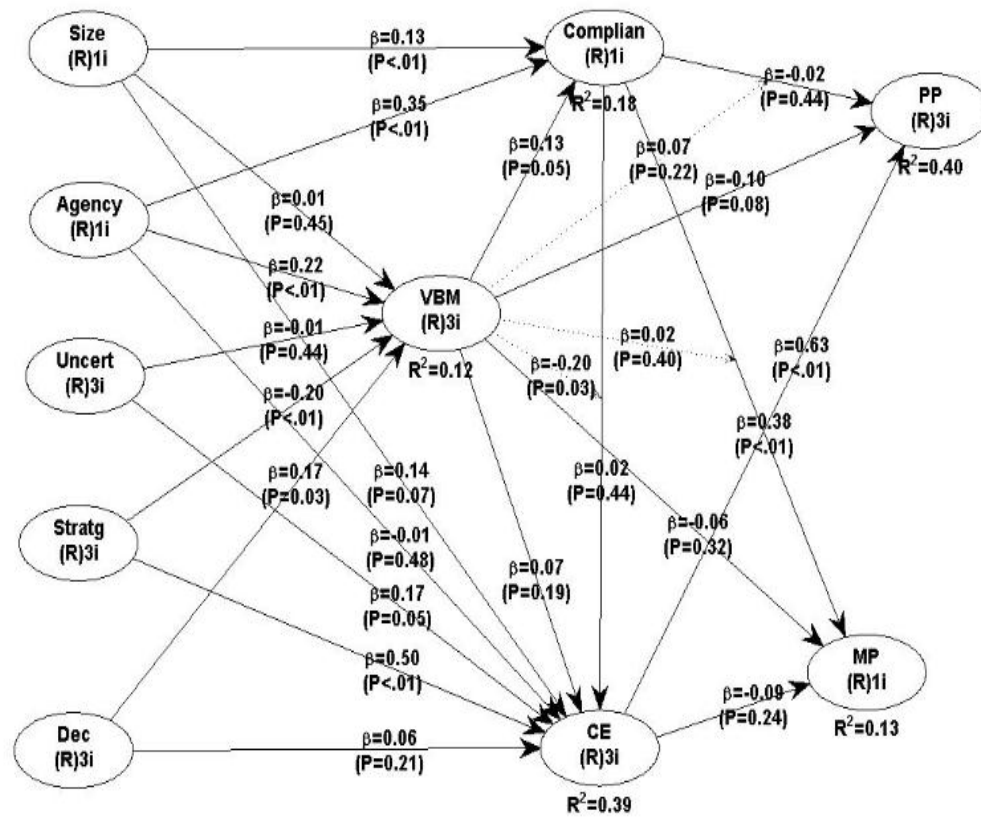 Size
(R)1i
Complian
(R)1i
R²=0.18
PP
(R)3i
R²=0.40
Agency
(R)1i
VBM
(R)3i
R²=0.12
Uncert
(R)3i
Stratg
(R)3i
Dec
(R)3i
CE
(R)3i
R²=0.39
MP
(R)1i
R²=0.13
β=0.13
(P<.01)
β=-0.02
(P=0.44)
β=0.35
(P<.01)
β=0.13
(P=0.05)
β=0.07
(P=0.22)
β=-0.10
(P=0.08)
β=0.01
(P=0.45)
β=0.22
(P<.01)
β=-0.01
(P=0.44)
β=-0.20
(P<.01)
β=0.17
(P=0.03)
β=-0.20
(P=0.03)
β=0.02
(P=0.40)
β=0.63
(P<.01)
β=0.38
(P<.01)
β=0.14
(P=0.07)
β=0.02
(P=0.44)
β=-0.01
(P=0.48)
β=-0.06
(P=0.32)
β=0.17
(P=0.05)
β=0.07
(P=0.19)
β=0.50
(P<.01)
β=0.06
(P=0.21)
β=-0.09
(P=0.24)